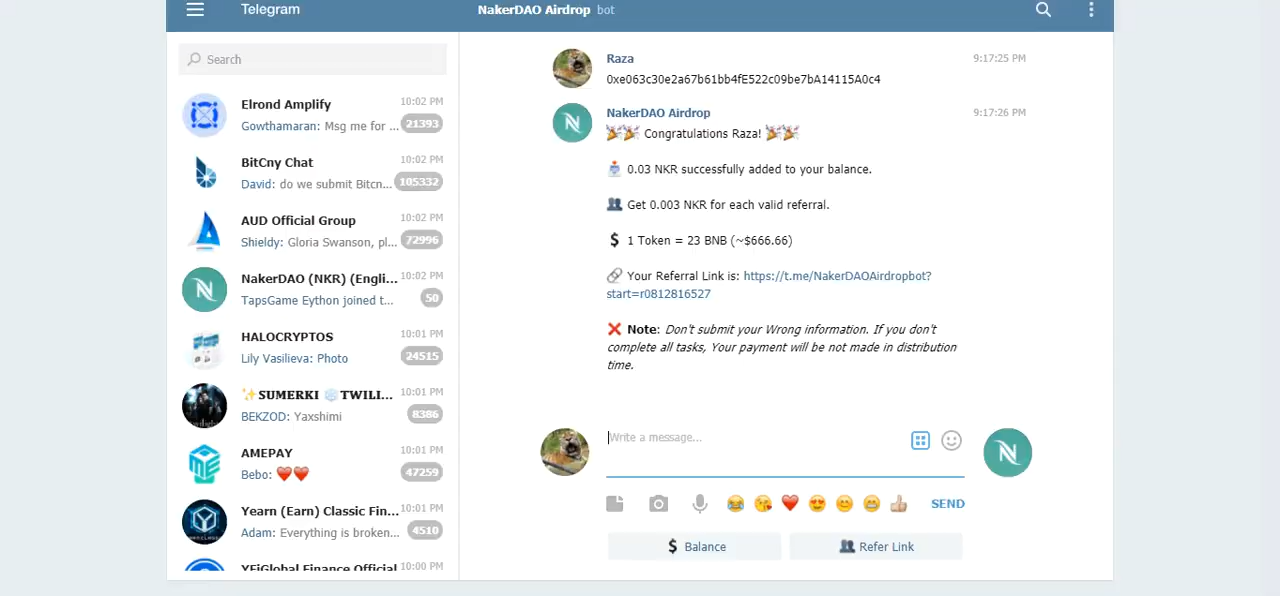 Telegram
NakerDAO Airdrop bot
Search
Elrond Amplify 10:02 PM
Gowthamaran: Msg me for ... 21393
BitCny Chat 10:02 PM
David: do we submit Bitcn... 105332
AUD Official Group 10:02 PM
Shieldy: Gloria Swanson, pl... 72996
NakerDAO (NKR) (Engli... 10:02 PM
TapsGame Eython joined t... 50
HALOCRYPTOS 10:01 PM
Lily Vasilieva: Photo 24515
✨SUMERKI ❄️TWILI... 10:01 PM
BEKZOD: Yaxshimi 8386
AMEPAY 10:01 PM
Bebo: ❤️❤️ 47259
Yearn (Earn) Classic Fin... 10:01 PM
Adam: Everything is broken... 4510
YFiGlobal Finance Official 10:00 PM
Raza 9:17:25 PM
0xe063c30e2a67b61bb4fE522c09be7bA14115A0c4
NakerDAO Airdrop 9:17:26 PM
🎉🎉 Congratulations Raza! 🎉🎉
📩 0.03 NKR successfully added to your balance.
👥 Get 0.003 NKR for each valid referral.
💲 1 Token = 23 BNB (~$666.66)
🔗 Your Referral Link is: https://t.me/NakerDAOAirdropbot?
start=r0812816527
❌ Note: Don't submit your Wrong information. If you don't
complete all tasks, Your payment will be not made in distribution
time.
Write a message...
😂 😘 ❤️ 😍 😊 😁 👍 SEND
💲 Balance
👥 Refer Link